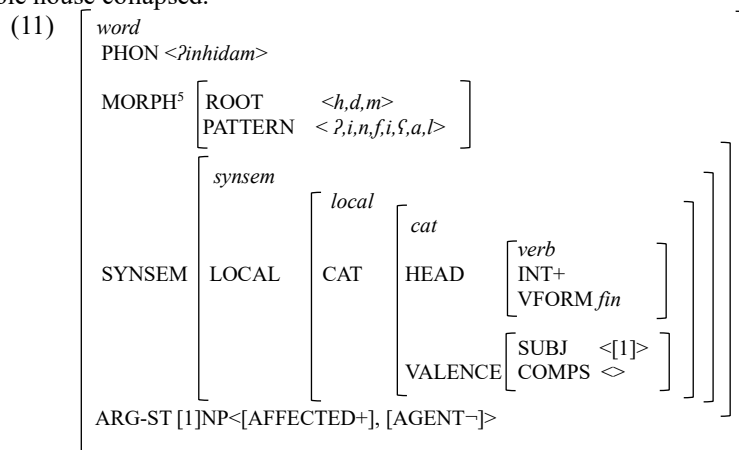 ble house collapsed.
(11)
word
PHON <ʔinhidam>
MORPH⁵ ROOT <h,d,m>
PATTERN < ʔ,i,n,f,i,ʕ,a,l>
synsem
local
cat
verb
SYNSEM LOCAL CAT HEAD INT+
VFORM fin
SUBJ <[1]>
VALENCE COMPS <>
ARG-ST [1]NP<[AFFECTED+], [AGENT¬]>